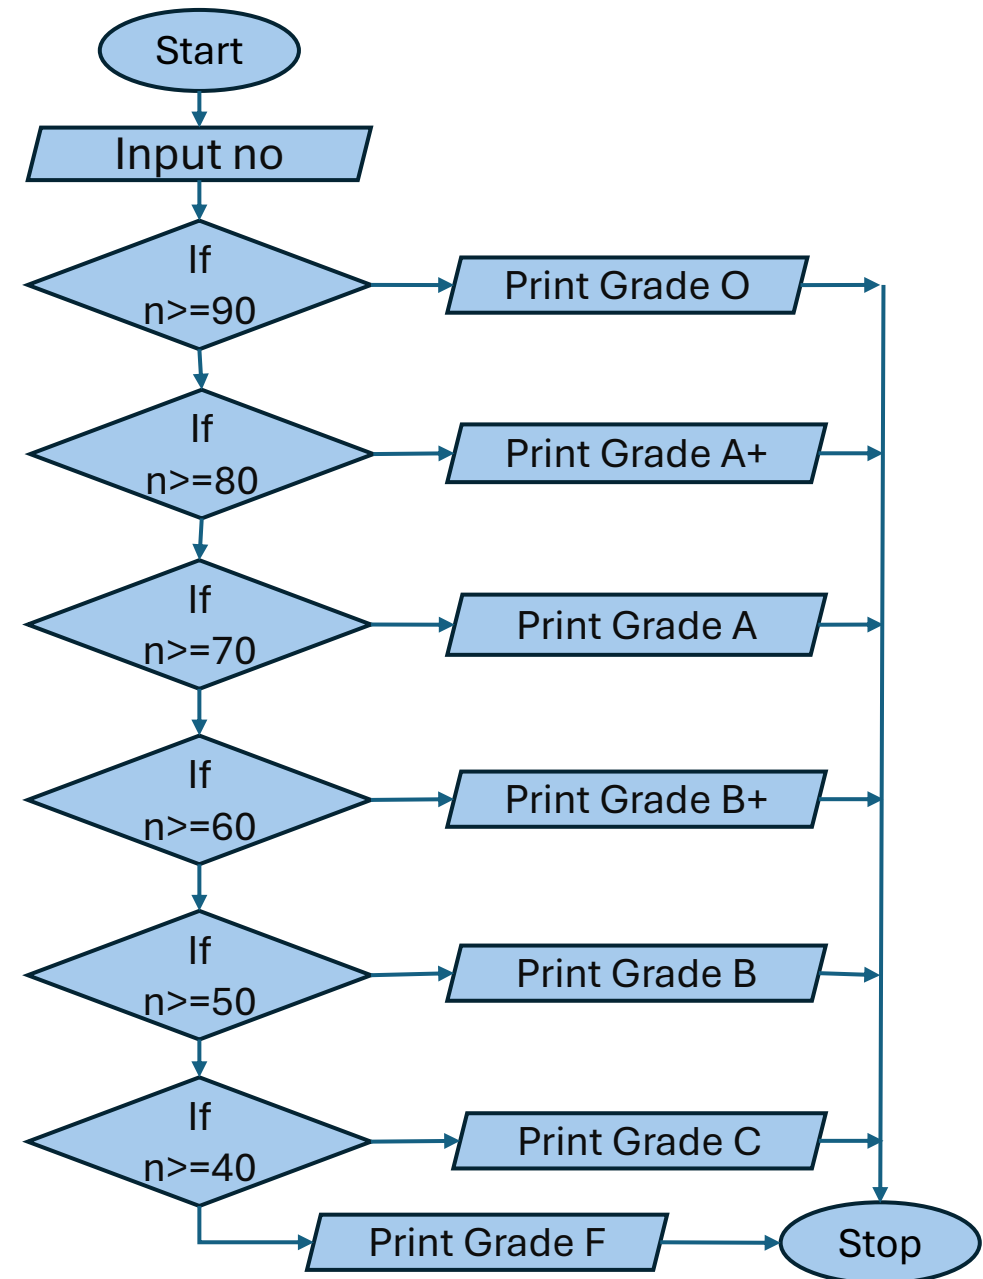 Start
Input no
If
n>=90
Print Grade O
If
n>=80
Print Grade A+
If
n>=70
Print Grade A
If
n>=60
Print Grade B+
If
n>=50
Print Grade B
If
n>=40
Print Grade C
Print Grade F
Stop